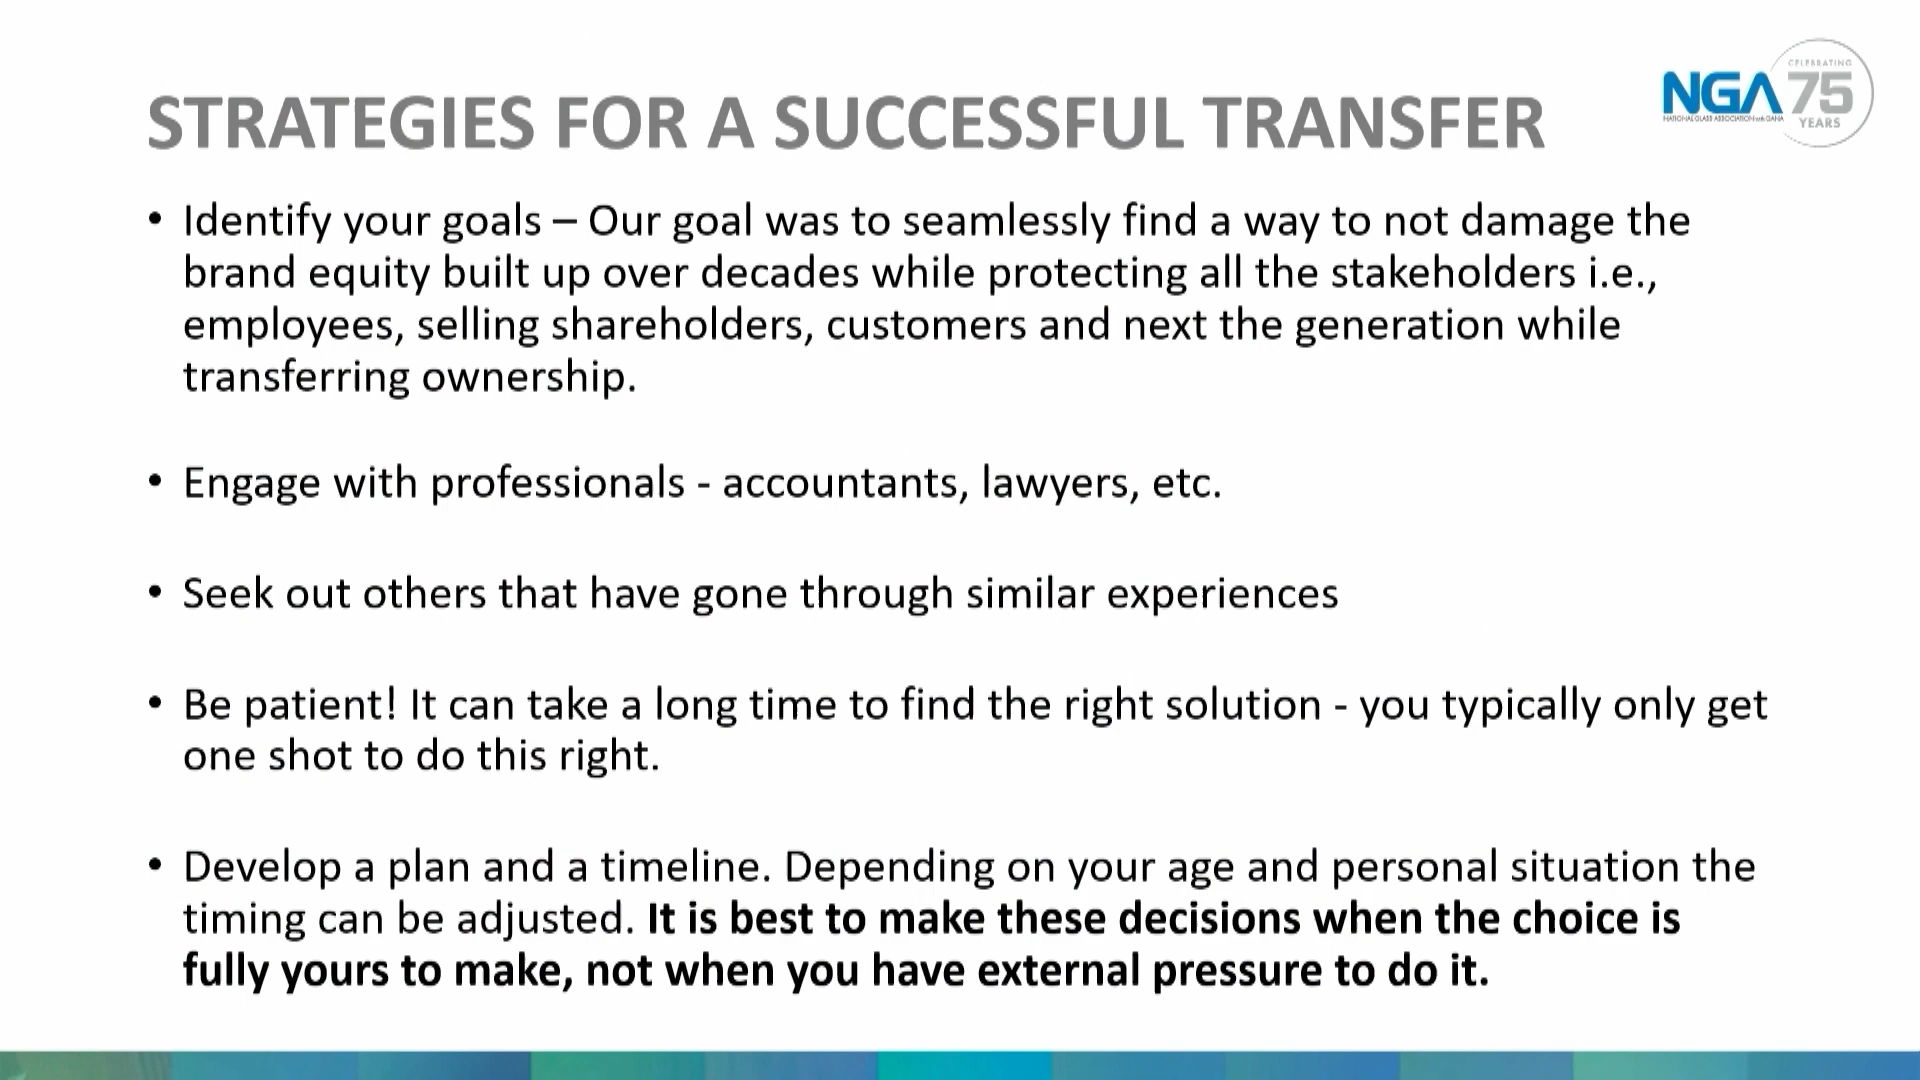 STRATEGIES FOR A SUCCESSFUL TRANSFER
NGA
NATIONAL GLASS ASSOCIATION with GANA
CELEBRATING
75
YEARS
• Identify your goals – Our goal was to seamlessly find a way to not damage the
brand equity built up over decades while protecting all the stakeholders i.e.,
employees, selling shareholders, customers and next the generation while
transferring ownership.
• Engage with professionals - accountants, lawyers, etc.
• Seek out others that have gone through similar experiences
• Be patient! It can take a long time to find the right solution - you typically only get
one shot to do this right.
• Develop a plan and a timeline. Depending on your age and personal situation the
timing can be adjusted. It is best to make these decisions when the choice is
fully yours to make, not when you have external pressure to do it.